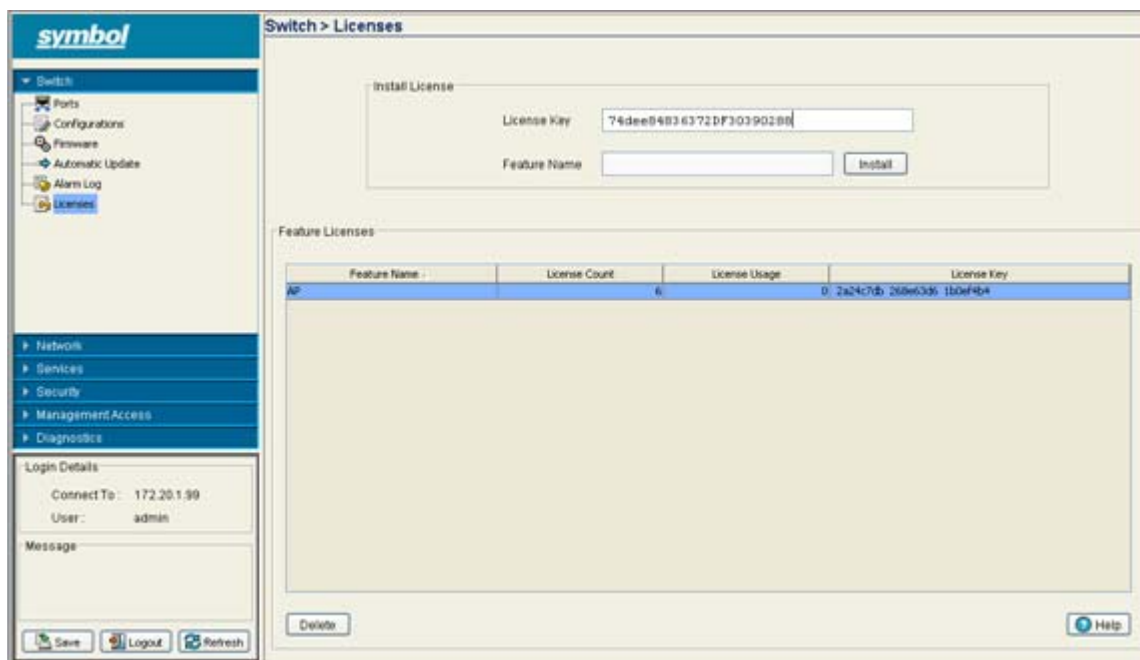 symbol
Switch > Licenses
Switch
Ports
Configurations
Firmware
Automatic Update
Alarm Log
Licenses
Network
Services
Security
Management Access
Diagnostics
Login Details
Connect To : 172.20.1.99
User : admin
Message
Save Logout Refresh
Install License
License Key 74dee84836372DF30390288
Feature Name Install
Feature Licenses
Feature Name License Count License Usage License Key
AP 6 0 2a24c7db 268e63d6 1b0ef4b4
Delete Help